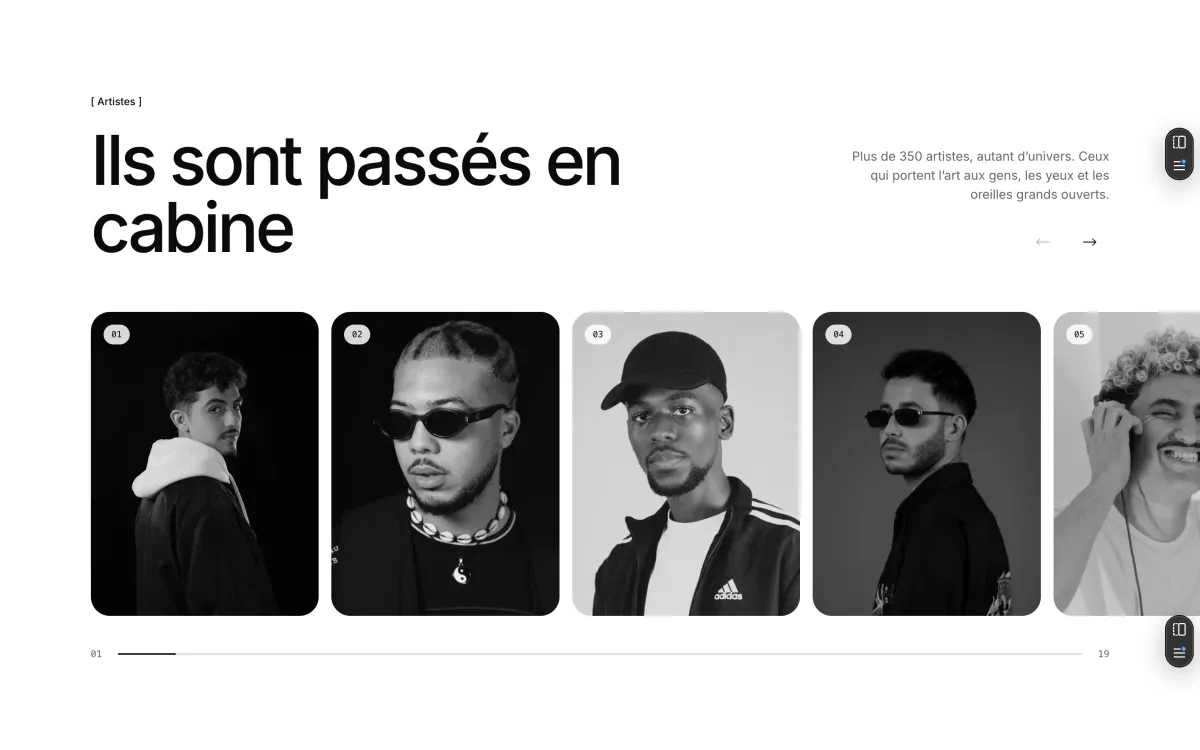 [ Artistes ]
Ils sont passés en
cabine
Plus de 350 artistes, autant d’univers. Ceux
qui portent l’art aux gens, les yeux et les
oreilles grands ouverts.
← →
01
02
03
04
05
adidas
01
19